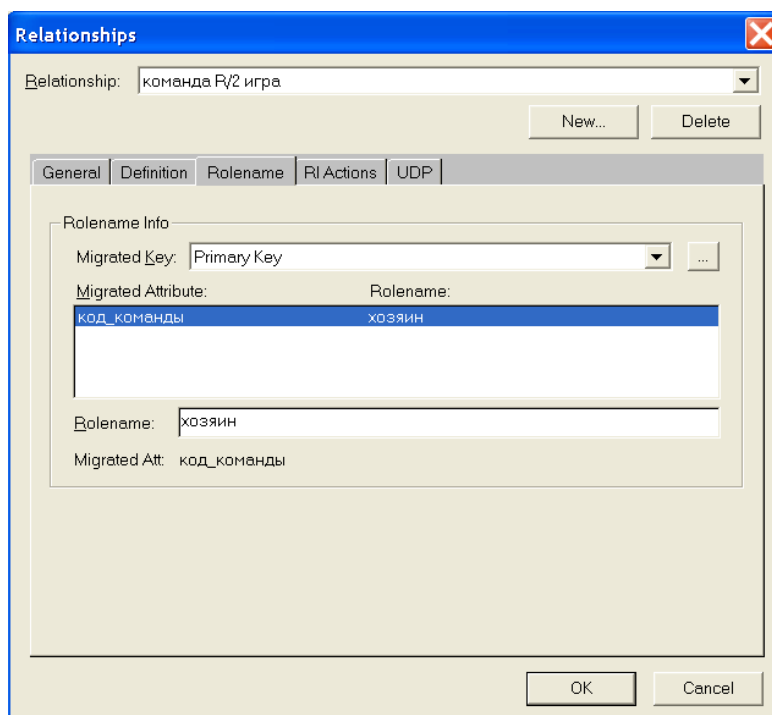 Relationships
Relationship: команда R/2 игра
New... Delete
General Definition Rolename RI Actions UDP
Rolename Info
Migrated Key: Primary Key ...
Migrated Attribute: Rolename:
код_команды хозяин
Rolename: хозяин
Migrated Att: код_команды
OK Cancel